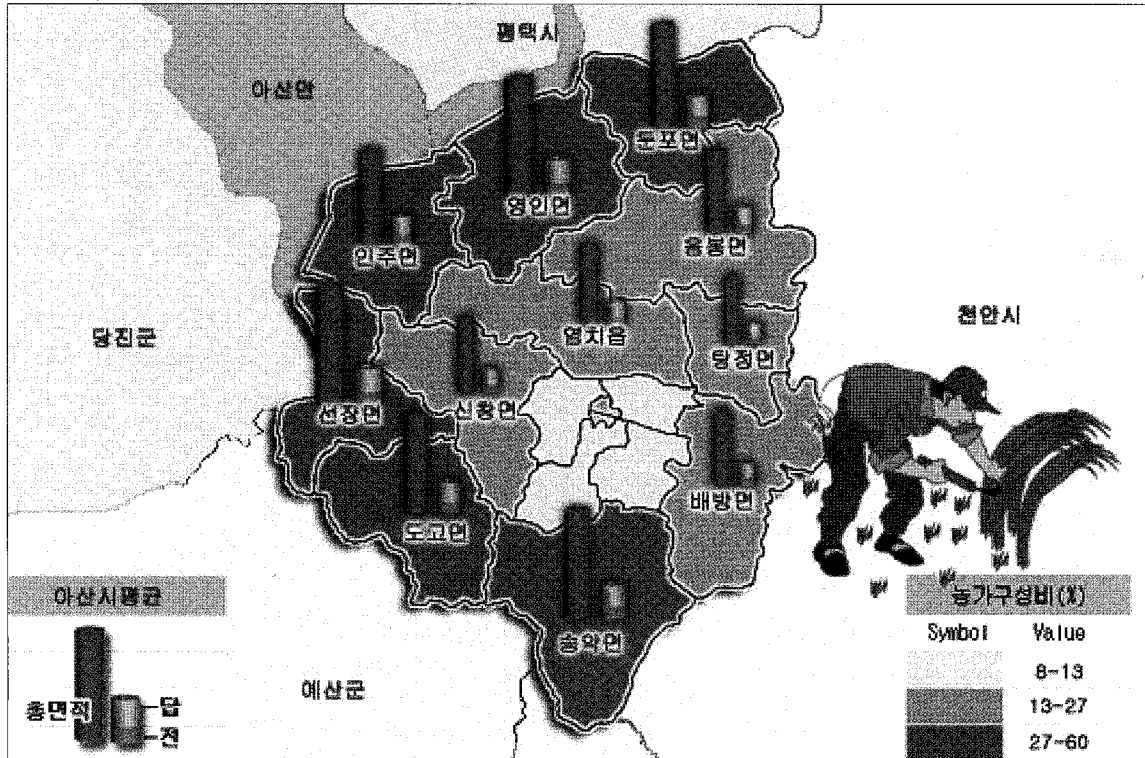 평택시
아산만
둔포면
영인면
음봉면
인주면
염치읍
천안시
당진군
탕정면
선장면
신창면
배방면
도고면
아산시평균
농가구성비(%)
송악면
Symbol Value
8-13
예산군
총면적
답
13-27
전
27-60